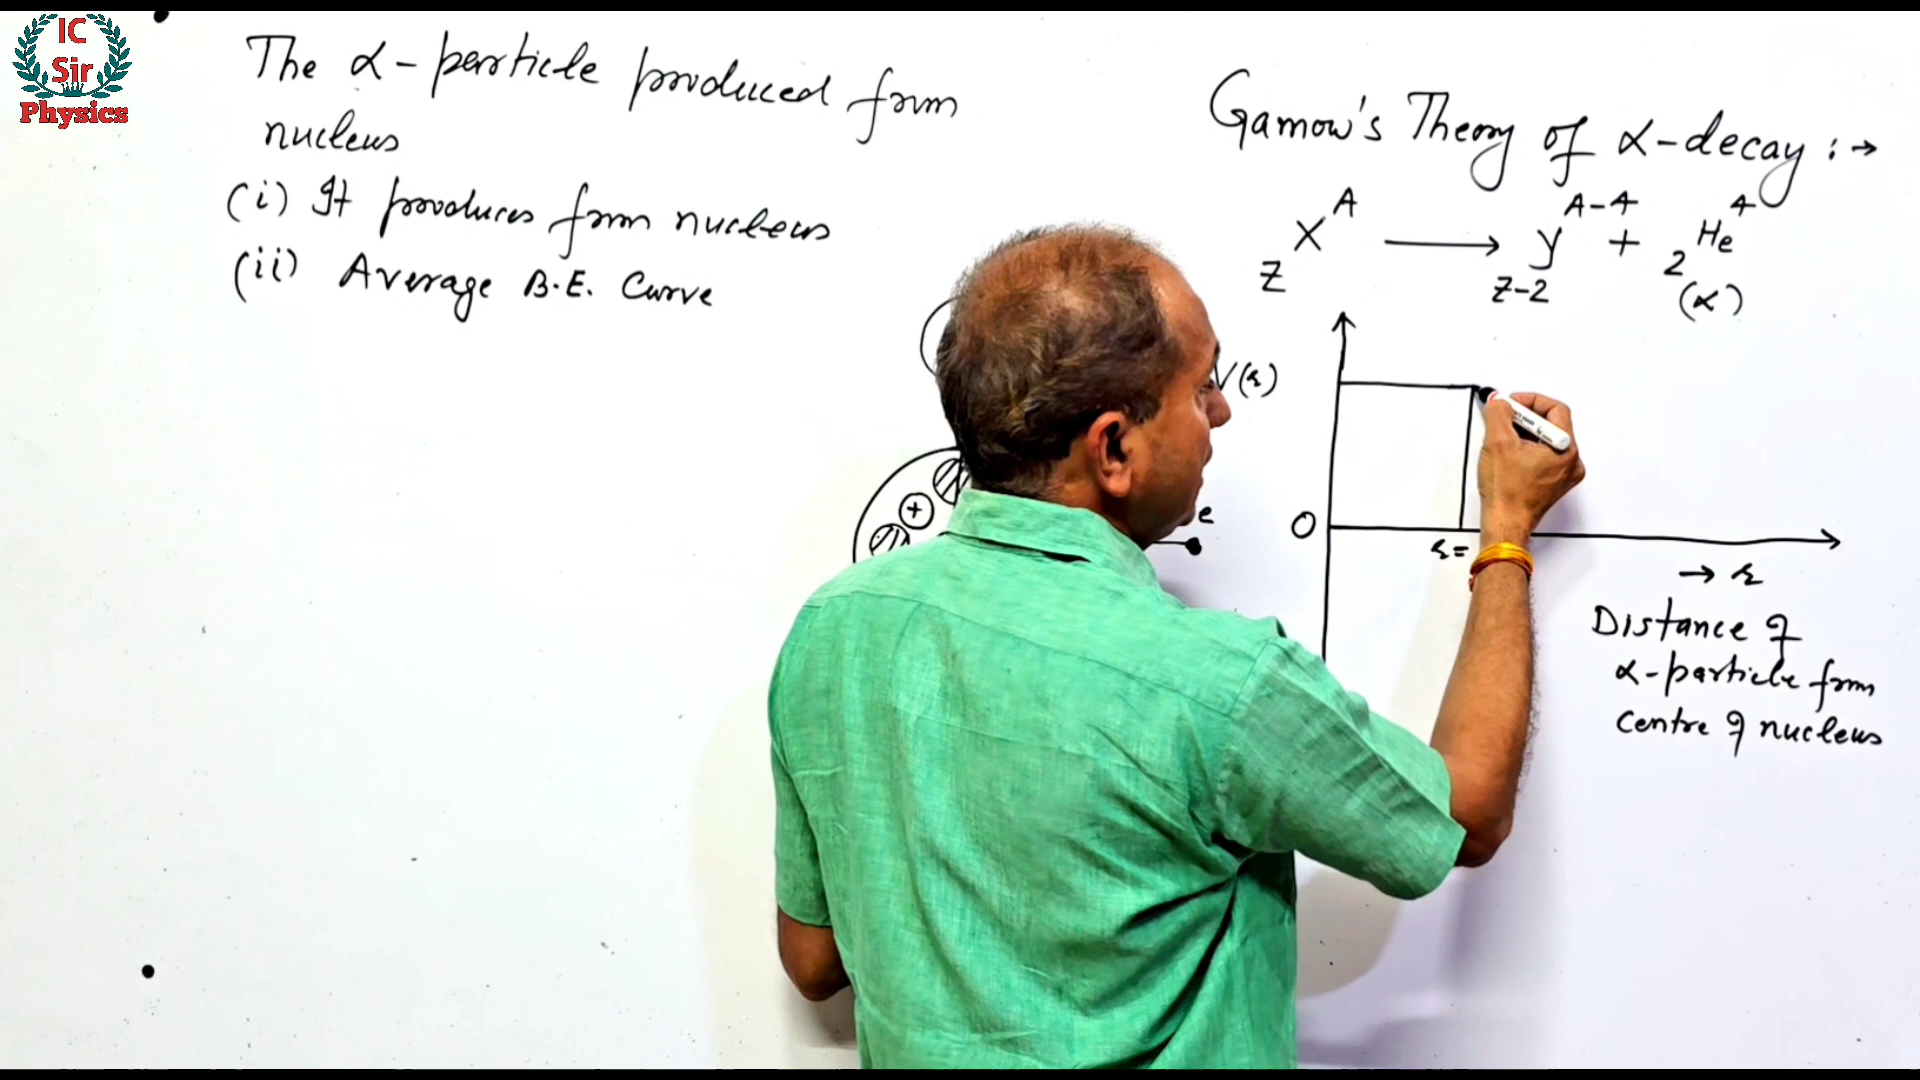 IC
Sir
Physics
The α-particle produced from
nucleus
(i) It produces from nucleus
(ii) Average B.E. Curve
Gamow's Theory of α-decay :→
Z X A → Z-2 y A-4 + 2 He 4
(α)
V(r)
+
e
O
r=
→ r
Distance of
α-particle from
centre of nucleus